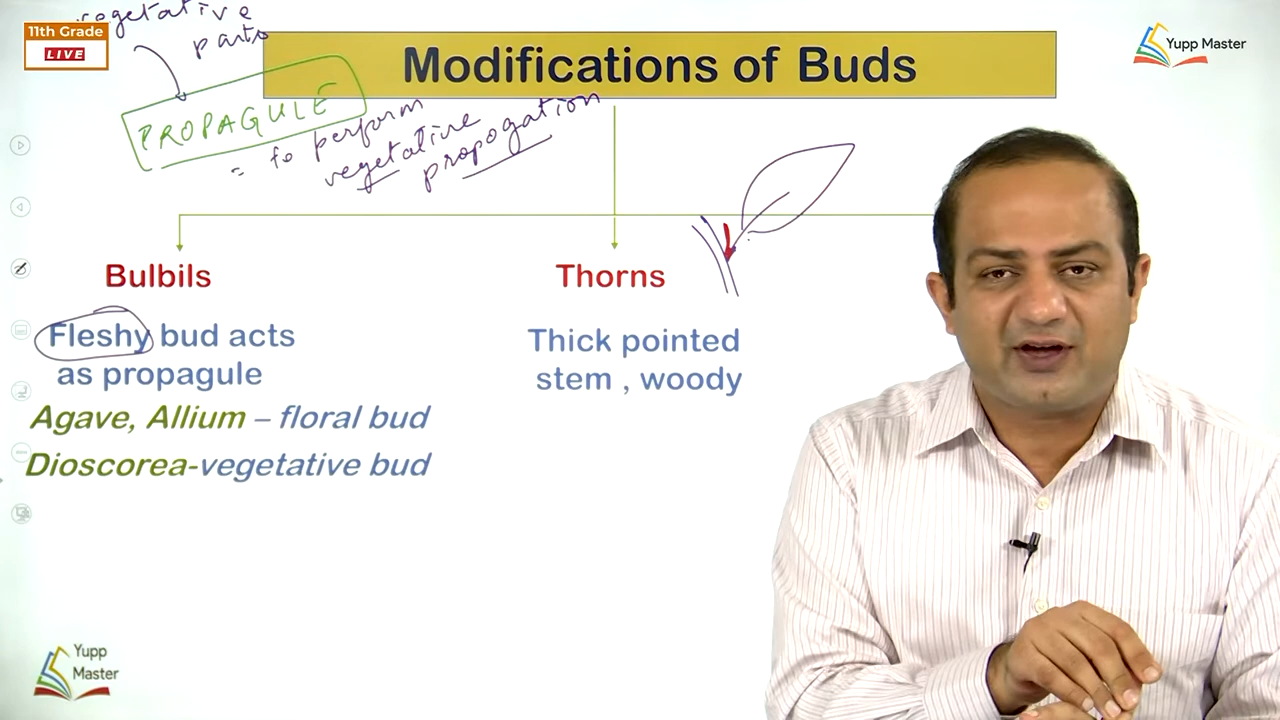 vegetative
parts
11th Grade
LIVE
Modifications of Buds
Yupp Master
PROPAGULE
= to perform
vegetative
propogation
Bulbils
Thorns
Fleshy bud acts
as propagule
Thick pointed
stem , woody
Agave, Allium – floral bud
Dioscorea-vegetative bud
Yupp
Master